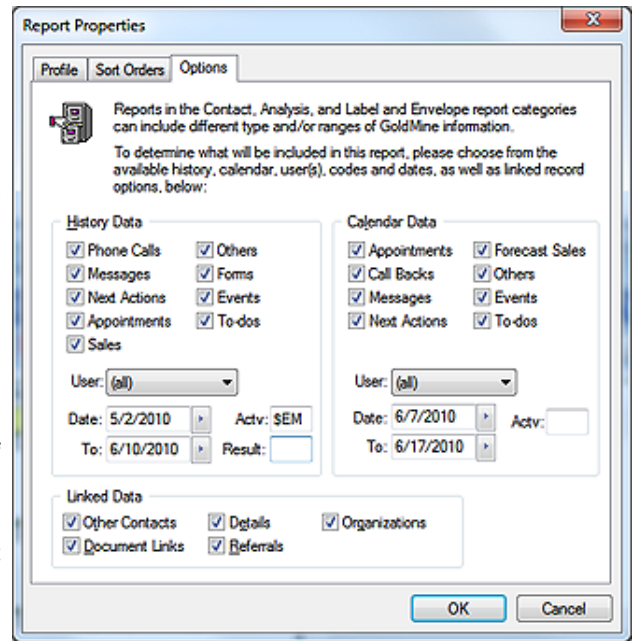 Report Properties
Profile Sort Orders Options
Reports in the Contact, Analysis, and Label and Envelope report categories
can include different type and/or ranges of GoldMine information.
To determine what will be included in this report, please choose from the
available history, calendar, user(s), codes and dates, as well as linked record
options, below:
History Data
Phone Calls Others
Messages Forms
Next Actions Events
Appointments To-dos
Sales
User: (all)
Date: 5/2/2010 Actv: $EM
To: 6/10/2010 Result:
Calendar Data
Appointments Forecast Sales
Call Backs Others
Messages Events
Next Actions To-dos
User: (all)
Date: 6/7/2010 Actv:
To: 6/17/2010
Linked Data
Other Contacts Details Organizations
Document Links Referrals
OK Cancel